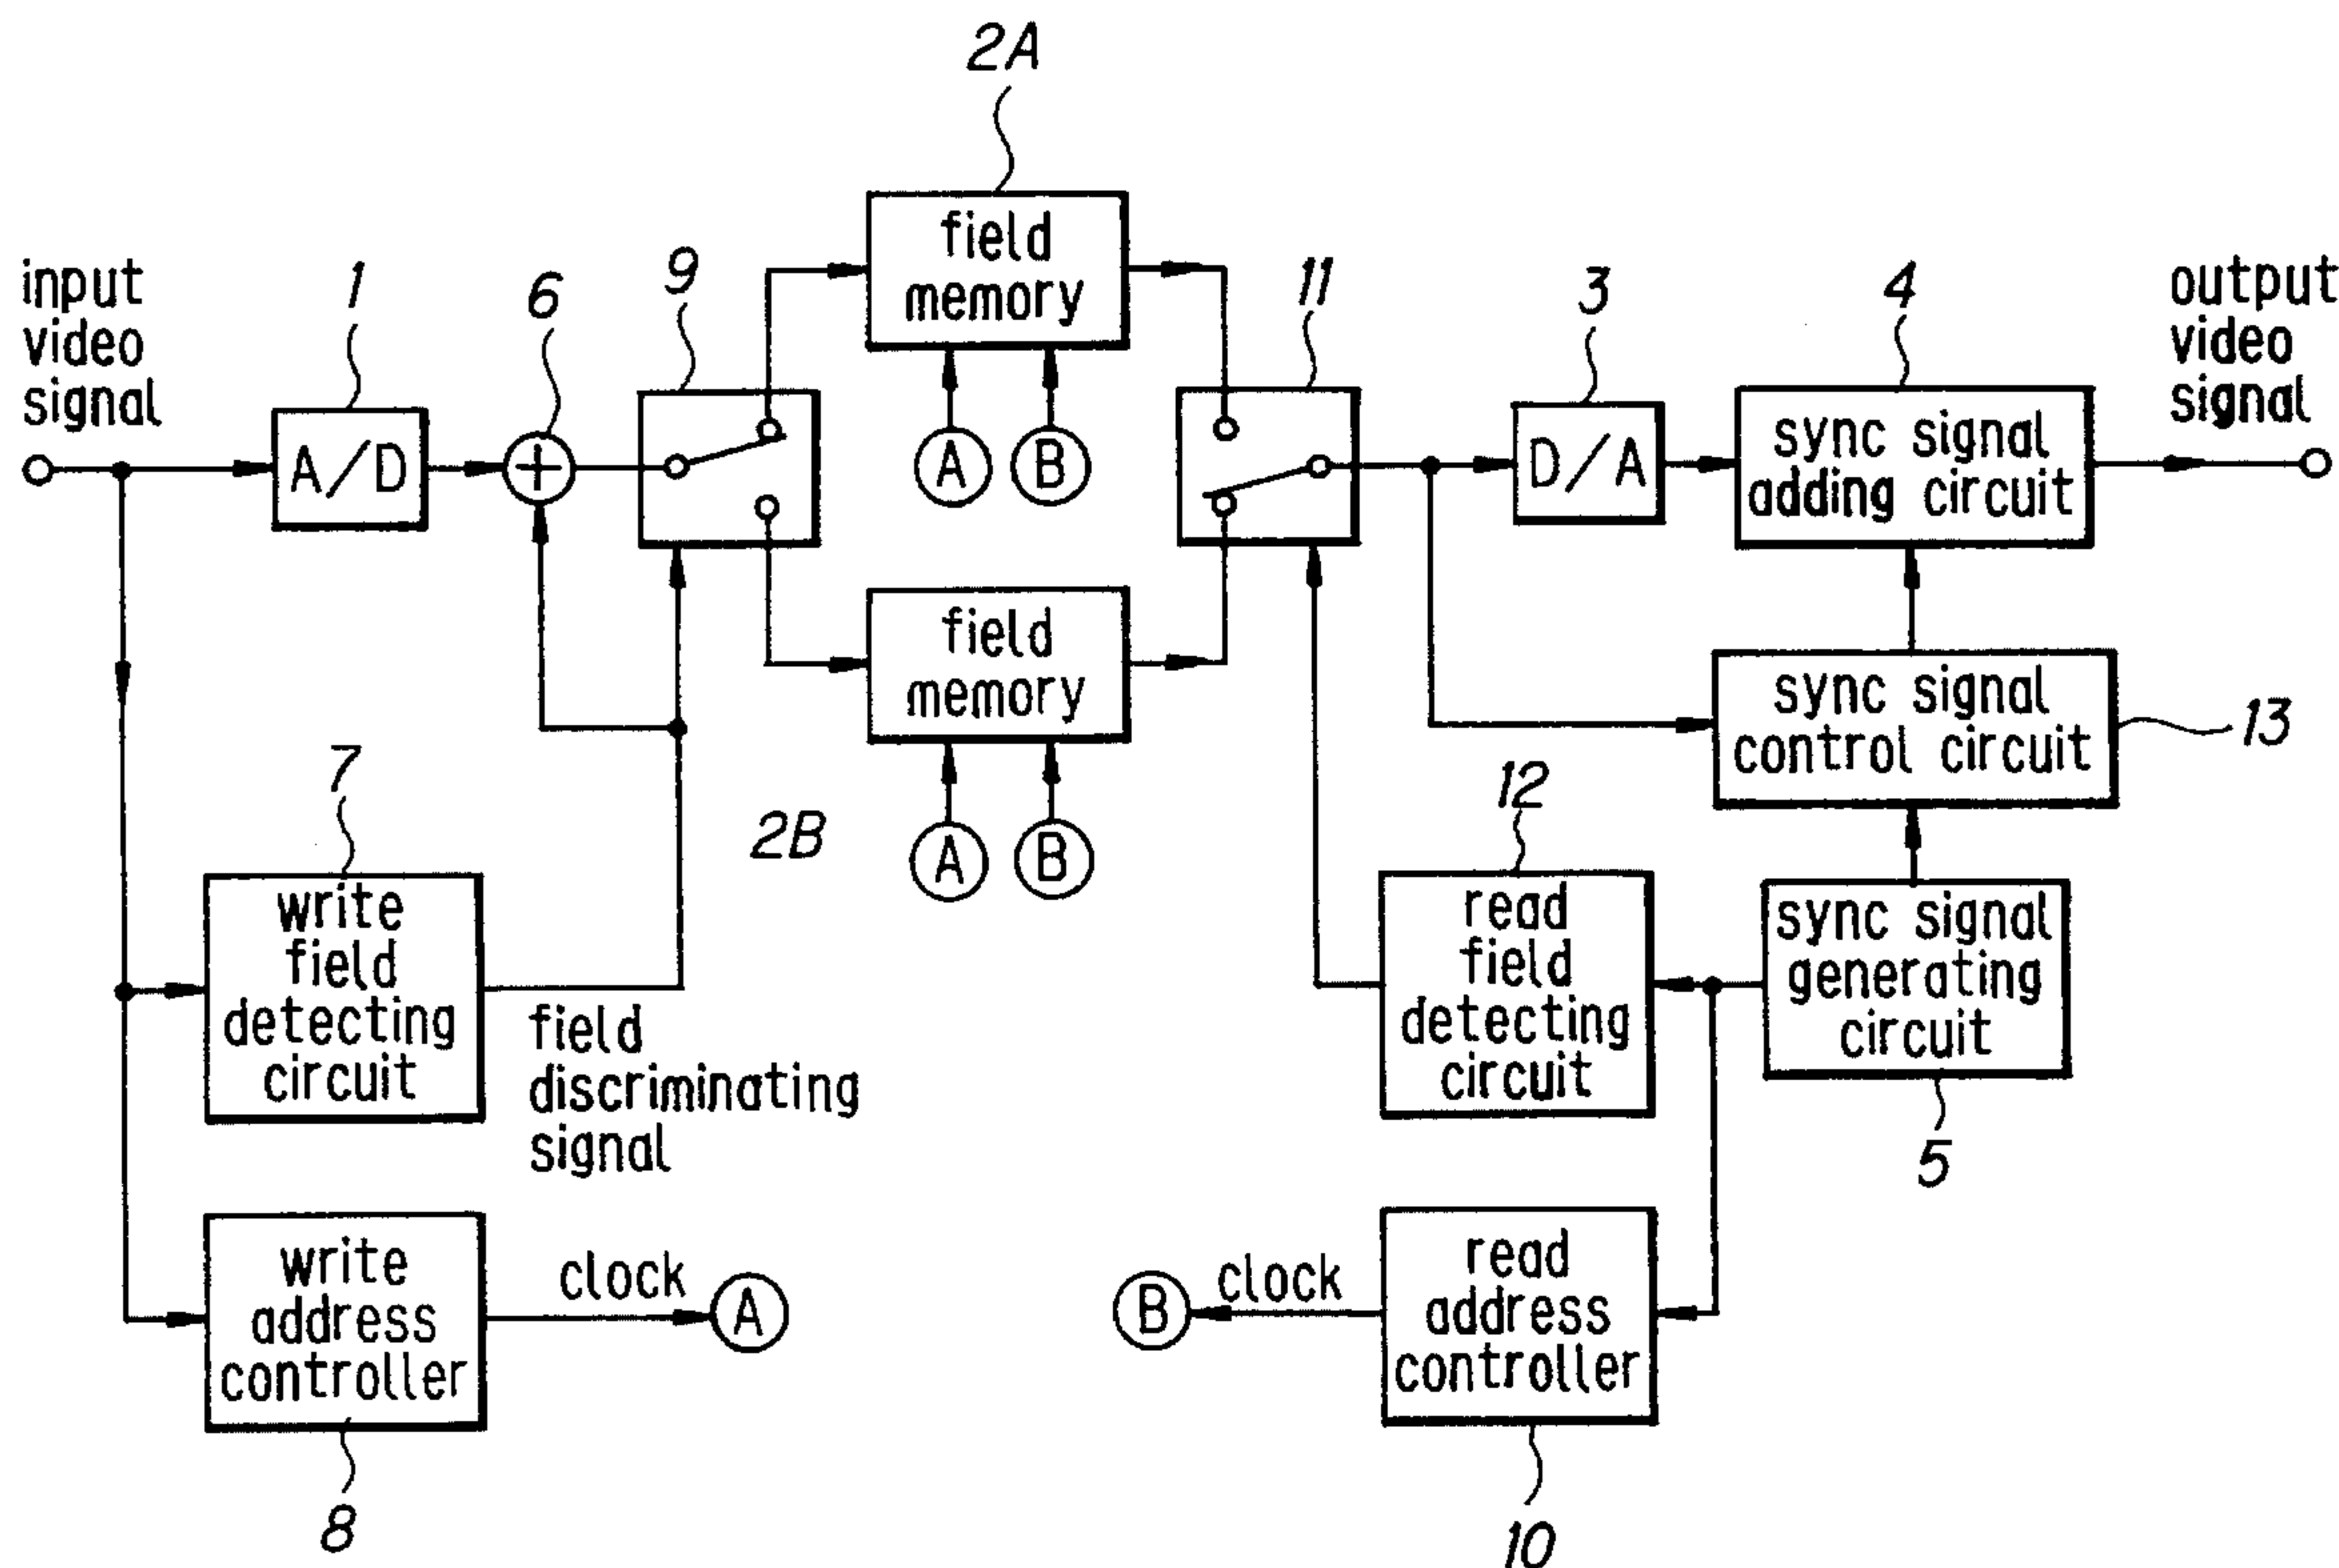 2A
input
video
signal
1
6
9
field
memory
11
3
4
output
video
signal
A/D
+
A
B
D/A
sync signal
adding circuit
field
memory
A
B
2B
sync signal
control circuit
13
7
write
field
detecting
circuit
field
discriminating
signal
12
read
field
detecting
circuit
sync signal
generating
circuit
5
write
address
controller
clock
A
8
B
clock
read
address
controller
10